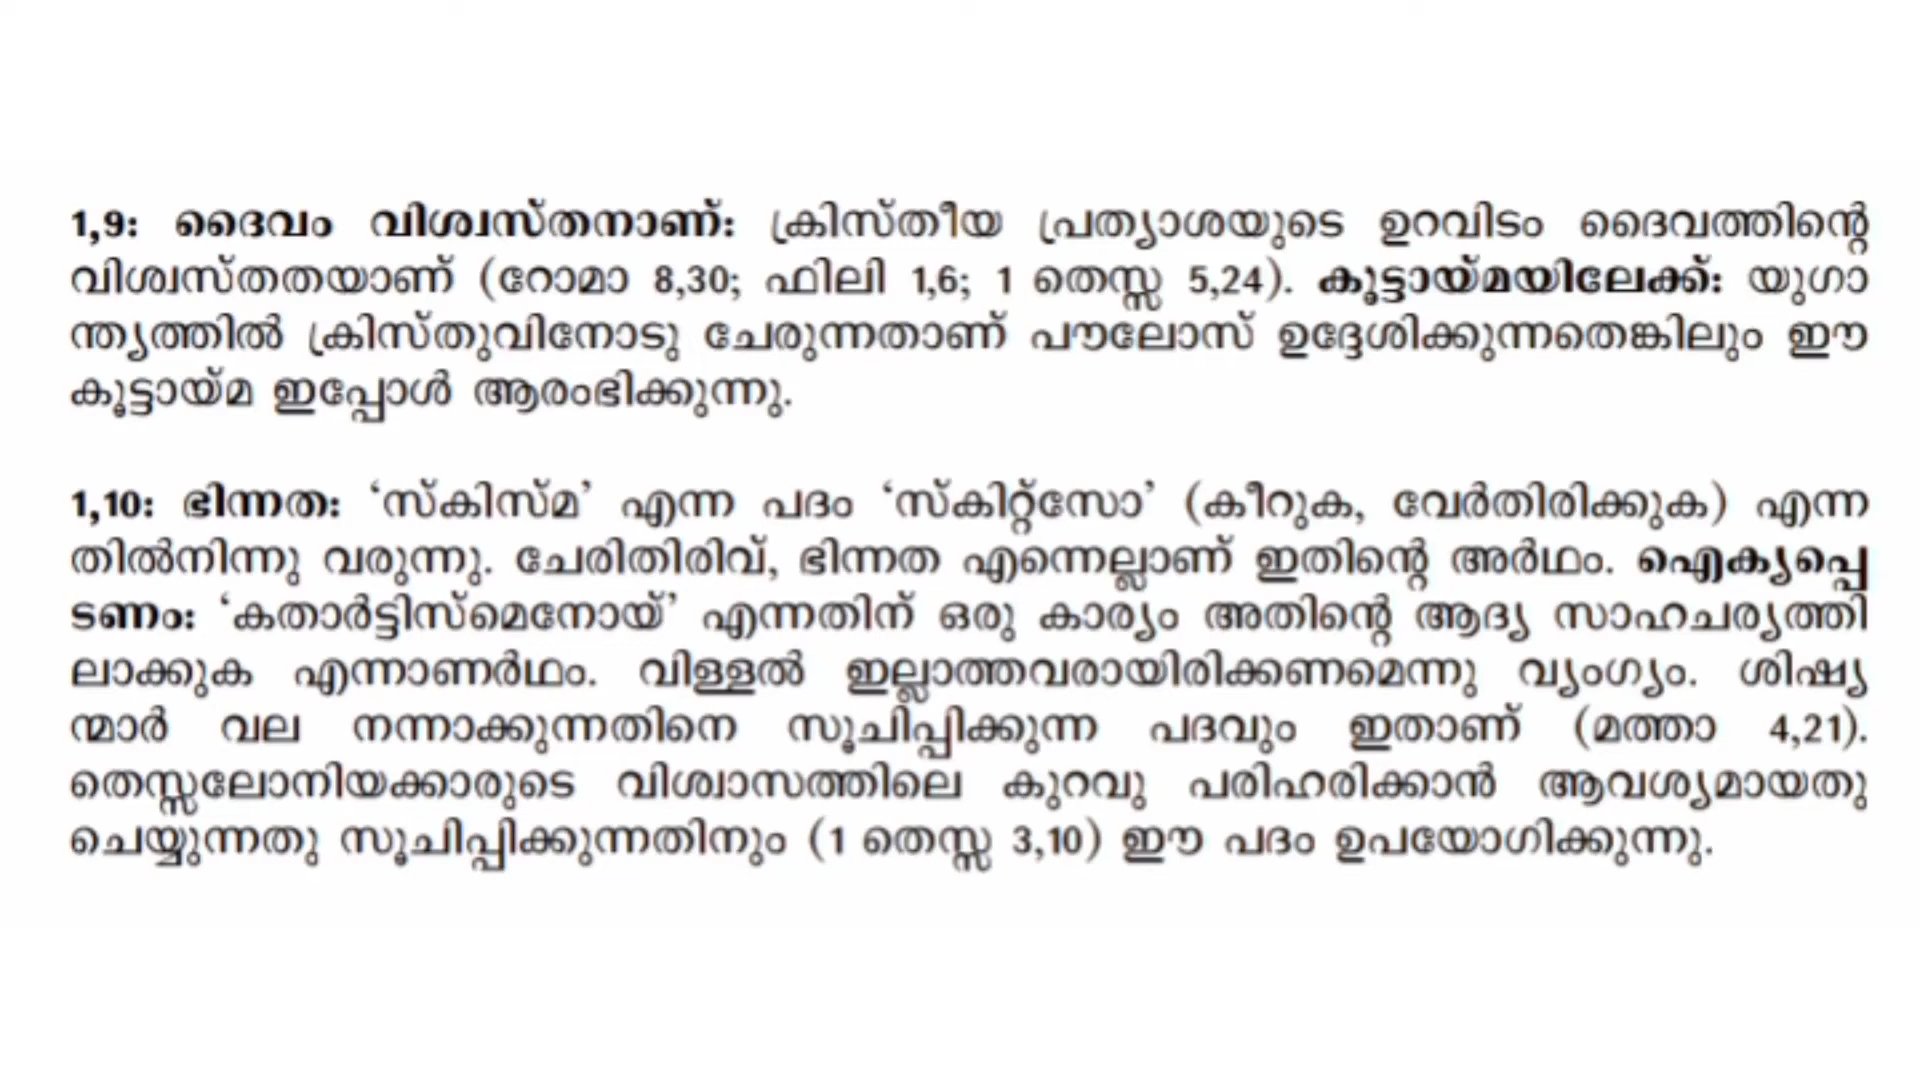 1,9: ദൈവം വിശ്വസ്തനാണ്: ക്രിസ്തീയ പ്രത്യാശയുടെ ഉറവിടം ദൈവത്തിന്റെ
വിശ്വസ്തതയാണ് (റോമാ 8,30; ഫിലി 1,6; 1 തെസ്സ 5,24). കൂട്ടായ്മയിലേക്ക്: യുഗാ
ന്ത്യത്തിൽ ക്രിസ്തുവിനോടു ചേരുന്നതാണ് പൗലോസ് ഉദ്ദേശിക്കുന്നതെങ്കിലും ഈ
കൂട്ടായ്മ ഇപ്പോൾ ആരംഭിക്കുന്നു.
1,10: ഭിന്നത: ‘സ്കിസ്മ’ എന്ന പദം ‘സ്കിറ്റ്സോ’ (കീറുക, വേർതിരിക്കുക) എന്ന
തിൽനിന്നു വരുന്നു. ചേരിതിരിവ്, ഭിന്നത എന്നെല്ലാണ് ഇതിന്റെ അർഥം. ഐക്യപ്പെ
ടണം: ‘കതാർട്ടിസ്മെനോയ്’ എന്നതിന് ഒരു കാര്യം അതിന്റെ ആദ്യ സാഹചര്യത്തി
ലാക്കുക എന്നാണർഥം. വിള്ളൽ ഇല്ലാത്തവരായിരിക്കണമെന്നു വ്യംഗ്യം. ശിഷ്യ
ന്മാർ വല നന്നാക്കുന്നതിനെ സൂചിപ്പിക്കുന്ന പദവും ഇതാണ് (മത്താ 4,21).
തെസ്സലോനിയക്കാരുടെ വിശ്വാസത്തിലെ കുറവു പരിഹരിക്കാൻ ആവശ്യമായതു
ചെയ്യുന്നതു സൂചിപ്പിക്കുന്നതിനും (1 തെസ്സ 3,10) ഈ പദം ഉപയോഗിക്കുന്നു.